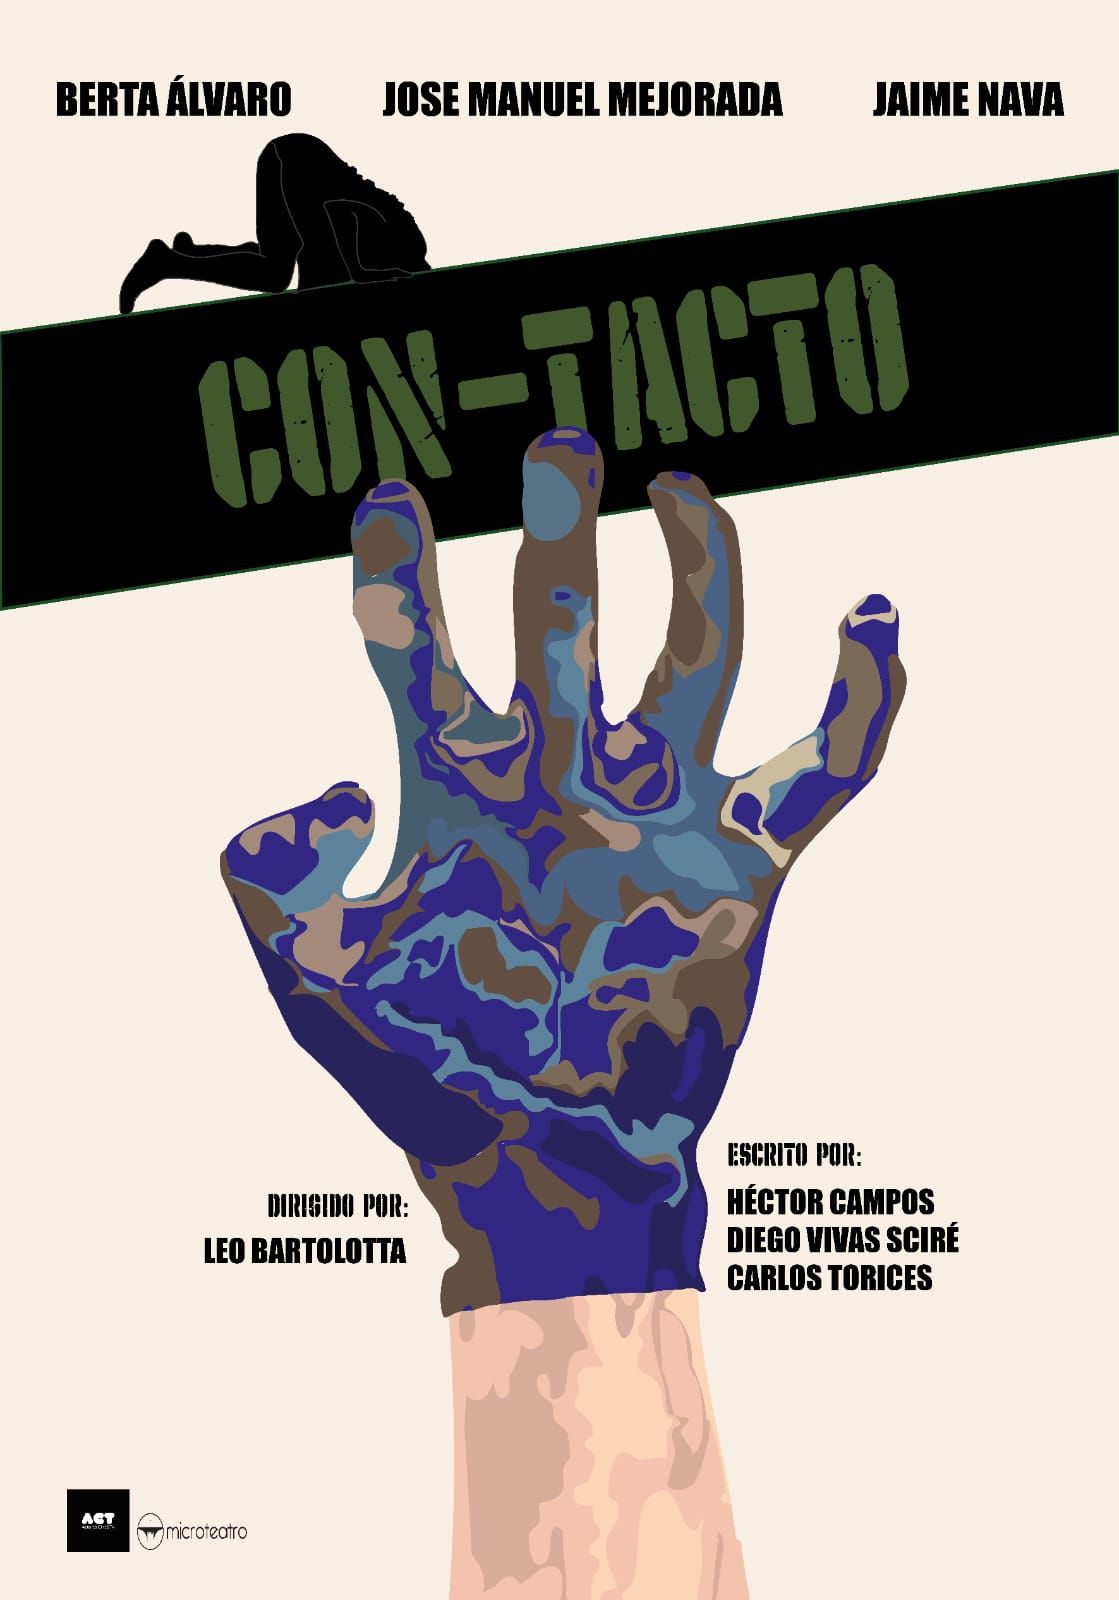 BERTA ÁLVARO JOSE MANUEL MEJORADA JAIME NAVA
CON-TACTO
ESCRITO POR:
HÉCTOR CAMPOS
DIEGO VIVAS SCIRÉ
CARLOS TORICES
DIRIGIDO POR:
LEO BARTOLOTTA
ACT
microteatro